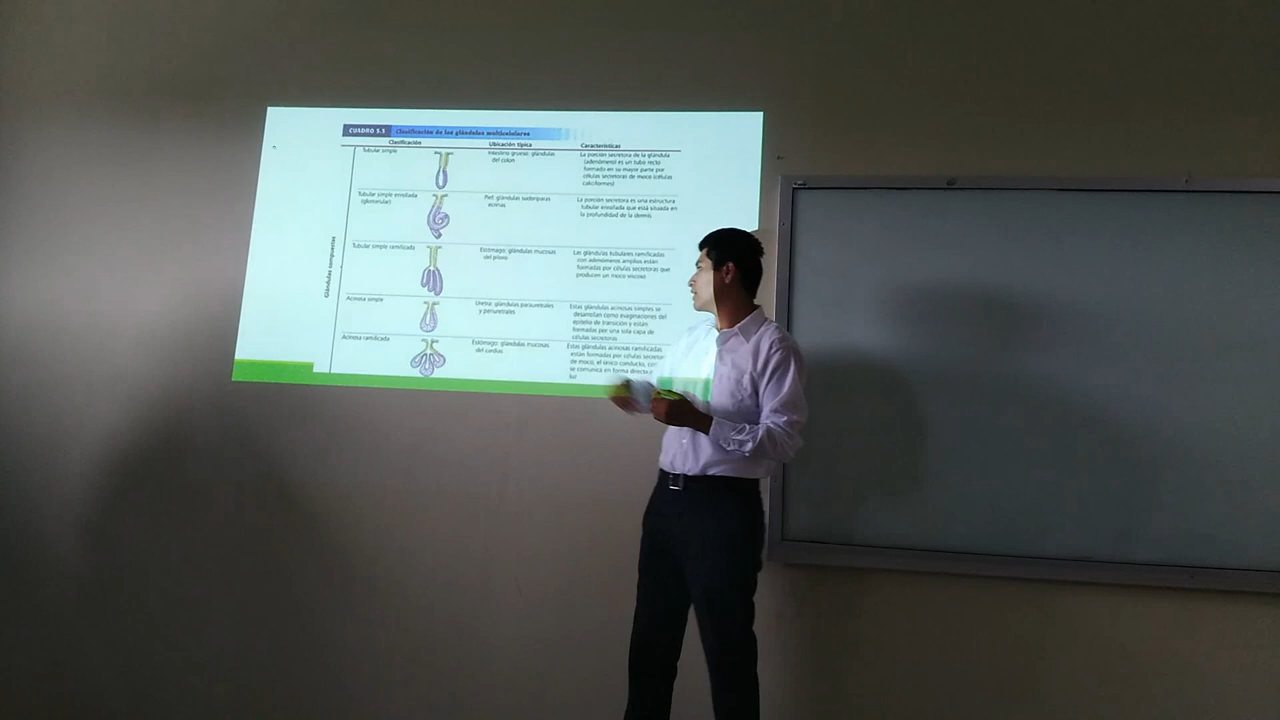 CUADRO 5.5 Clasificación de las glándulas multicelulares
Clasificación Ubicación típica Características
Glándulas compuestas
Tubular simple
Intestino grueso: glándulas
del colon
La porción secretora de la glándula
(adenómero) es un tubo recto
formado en su mayor parte por
células secretoras de moco (células
caliciformes)
Tubular simple enrollada
(glomerular)
Piel: glándulas sudoríparas
ecrinas
La porción secretora es una estructura
tubular enrollada que está situada en
la profundidad de la dermis
Tubular simple ramificada
Estómago: glándulas mucosas
del píloro
Las glándulas tubulares ramificadas
con adenómeros amplios están
formadas por células secretoras que
producen un moco viscoso
Acinosa simple
Uretra: glándulas parauretrales
y periuretrales
Estas glándulas acinosas simples se
desarrollan como evaginaciones del
epitelio de transición y están
formadas por una sola capa de
células secretoras
Acinosa ramificada
Estómago: glándulas mucosas
del cardias
Estas glándulas acinosas ramificadas
están formadas por células secretor
de moco, el único conducto, co
se comunica en forma directa
luz